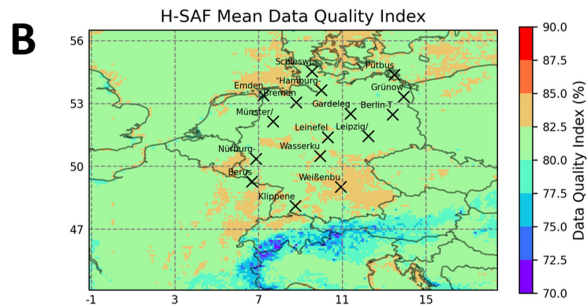 B
H-SAF Mean Data Quality Index
56
53
50
47
-1 3 7 11 15
Schleswi-
Putbus
Hamburg-
Emden
Bremen
Grünow
Gardeleg
Berlin-T
Münster/
Leinefel
Leipzig/
Wasserku
Nürburg-
Berus
Weißenbu
Klippene
90.0
87.5
85.0
82.5
80.0
77.5
75.0
72.5
70.0
Data Quality Index (%)